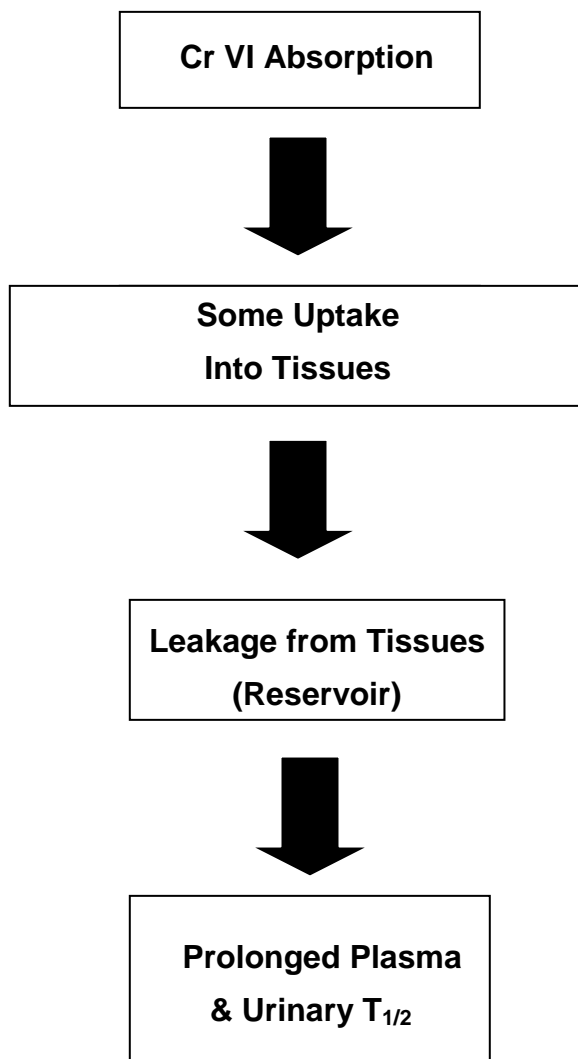 Cr VI Absorption
Some Uptake
Into Tissues
Leakage from Tissues
(Reservoir)
Prolonged Plasma
& Urinary T1/2